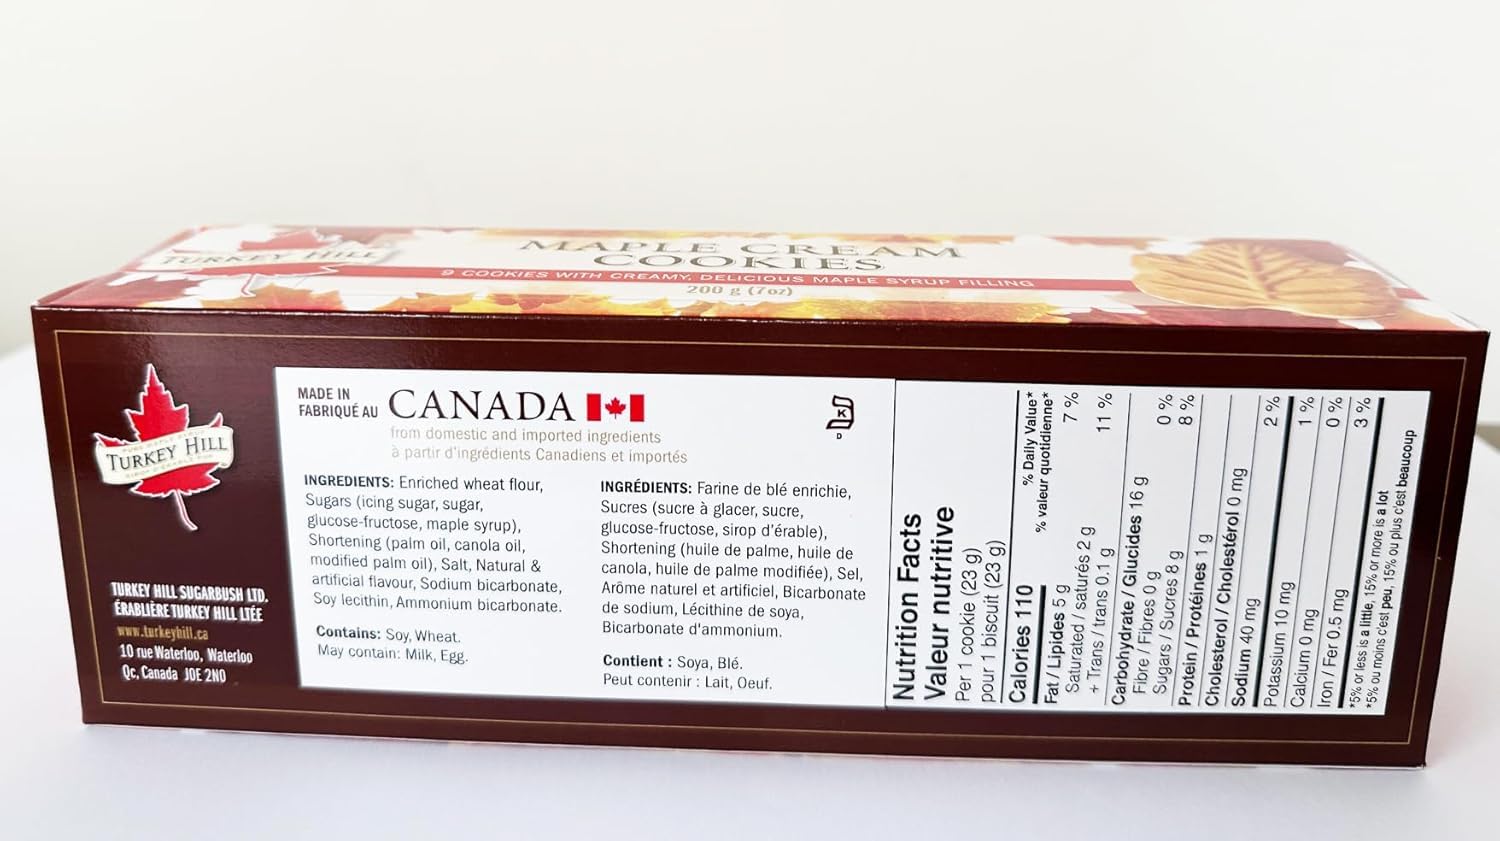 TURKEY HILL
MAPLE CREAM
COOKIES
9 COOKIES WITH CREAMY, DELICIOUS MAPLE SYRUP FILLING
200 g (7oz)
PURE MAPLE SYRUP
TURKEY HILL
SIROP D'ÉRABLE PUR
TURKEY HILL SUGARBUSH LTD.
ÉRABLIÈRE TURKEY HILL LTÉE
www.turkeyhill.ca
10 rue Waterloo, Waterloo
Qc, Canada J0E 2N0
MADE IN
FABRIQUÉ AU CANADA
from domestic and imported ingredients
à partir d'ingrédients Canadiens et importés
K
D
INGREDIENTS: Enriched wheat flour,
Sugars (icing sugar, sugar,
glucose-fructose, maple syrup),
Shortening (palm oil, canola oil,
modified palm oil), Salt, Natural &
artificial flavour, Sodium bicarbonate,
Soy lecithin, Ammonium bicarbonate.
Contains: Soy, Wheat.
May contain: Milk, Egg.
INGRÉDIENTS: Farine de blé enrichie,
Sucres (sucre à glacer, sucre,
glucose-fructose, sirop d'érable),
Shortening (huile de palme, huile de
canola, huile de palme modifiée), Sel,
Arôme naturel et artificiel, Bicarbonate
de sodium, Lécithine de soya,
Bicarbonate d'ammonium.
Contient : Soya, Blé.
Peut contenir : Lait, Oeuf.
Nutrition Facts
Valeur nutritive
Per 1 cookie (23 g)
pour 1 biscuit (23 g)
Calories 110 % Daily Value*
% valeur quotidienne*
Fat / Lipides 5 g 7 %
Saturated / saturés 2 g
+ Trans / trans 0.1 g 11 %
Carbohydrate / Glucides 16 g
Fibre / Fibres 0 g 0 %
Sugars / Sucres 8 g 8 %
Protein / Protéines 1 g
Cholesterol / Cholestérol 0 mg
Sodium 40 mg 2 %
Potassium 10 mg 1 %
Calcium 0 mg 0 %
Iron / Fer 0.5 mg 3 %
*5% or less is a little, 15% or more is a lot
*5% ou moins c'est peu, 15% ou plus c'est beaucoup